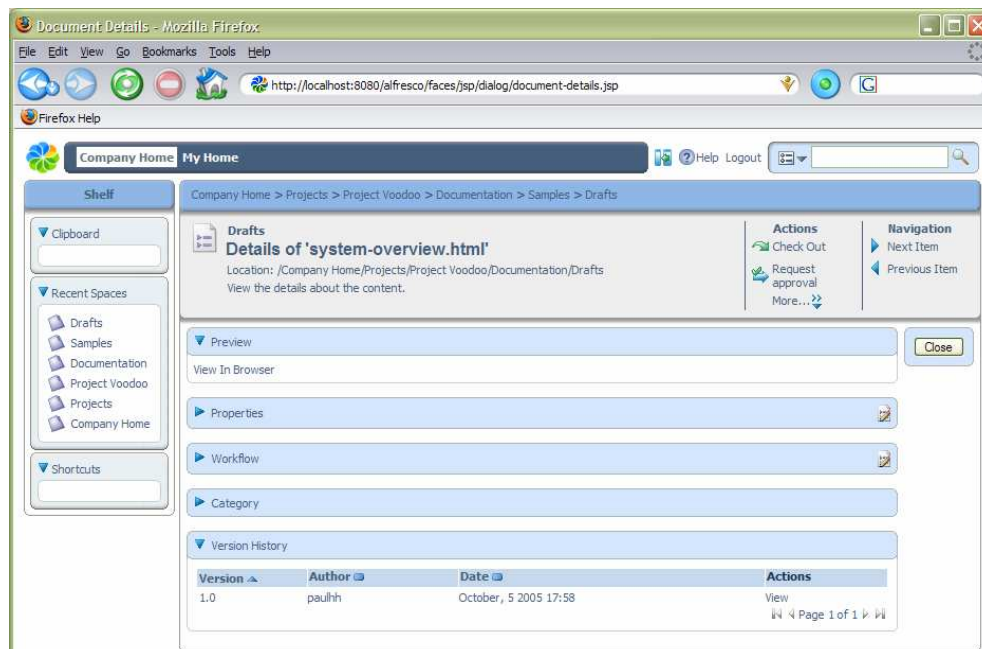 Document Details - Mozilla Firefox
File Edit View Go Bookmarks Tools Help
http://localhost:8080/alfresco/faces/jsp/dialog/document-details.jsp
G
Firefox Help
Company Home My Home
? Help Logout
Shelf
Company Home > Projects > Project Voodoo > Documentation > Samples > Drafts
Clipboard
Recent Spaces
Drafts
Samples
Documentation
Project Voodoo
Projects
Company Home
Shortcuts
Drafts
Details of 'system-overview.html'
Location: /Company Home/Projects/Project Voodoo/Documentation/Drafts
View the details about the content.
Actions
Check Out
Request
approval
More...
Navigation
Next Item
Previous Item
Close
Preview
View In Browser
Properties
Workflow
Category
Version History
Version Author Date Actions
1.0 paulhh October, 5 2005 17:58 View
Page 1 of 1